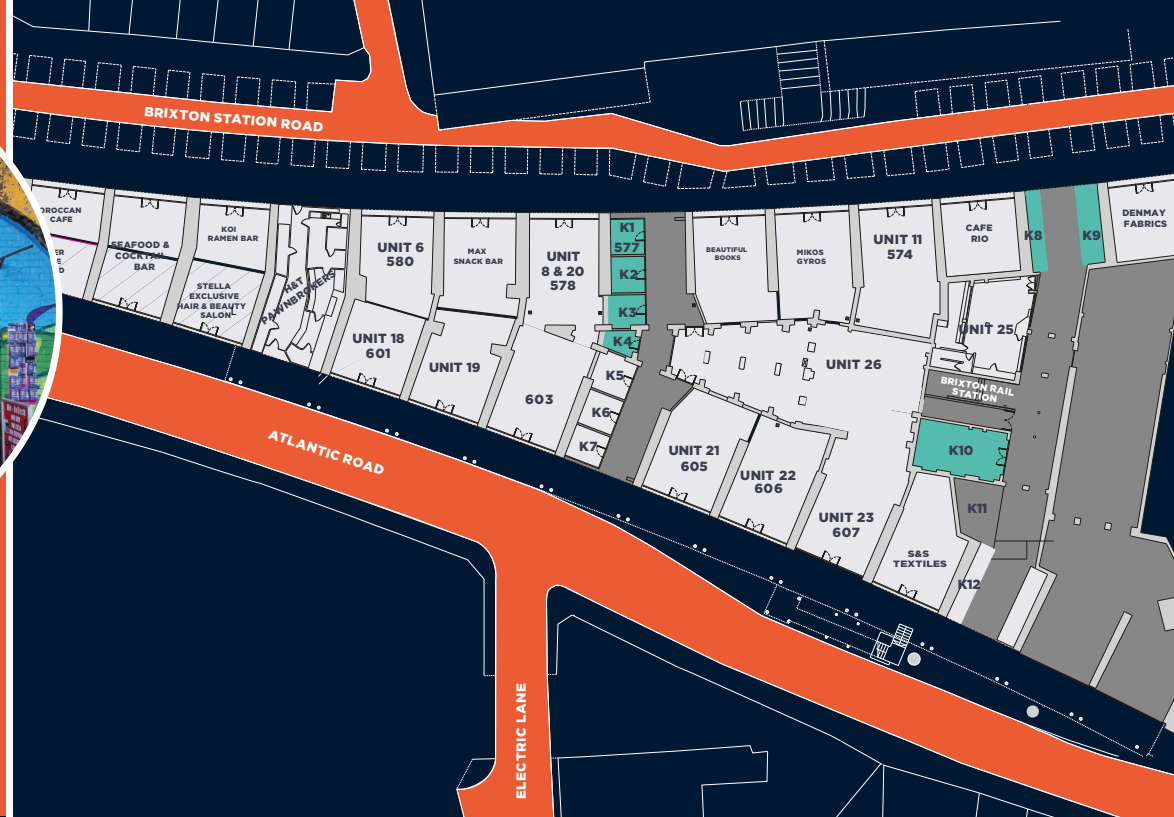 BRIXTON STATION ROAD
CAFE
SEAFOOD &
COCKTAIL
BAR
KOI
RAMEN BAR
STELLA
EXCLUSIVE
HAIR & BEAUTY
SALON
H&T
PAWNBROKERS
UNIT 6
580
MAX
SNACK BAR
UNIT
8 & 20
578
K1
577
K2
K3
K4
BEAUTIFUL
BOOKS
MIKOS
GYROS
UNIT 11
574
CAFE
RIO
K8
K9
DENMAY
FABRICS
UNIT 18
601
UNIT 19
603
K5
K6
K7
UNIT 26
UNIT 25
BRIXTON RAIL
STATION
K10
UNIT 21
605
UNIT 22
606
UNIT 23
607
K11
S&S
TEXTILES
K12
ATLANTIC ROAD
ELECTRIC LANE